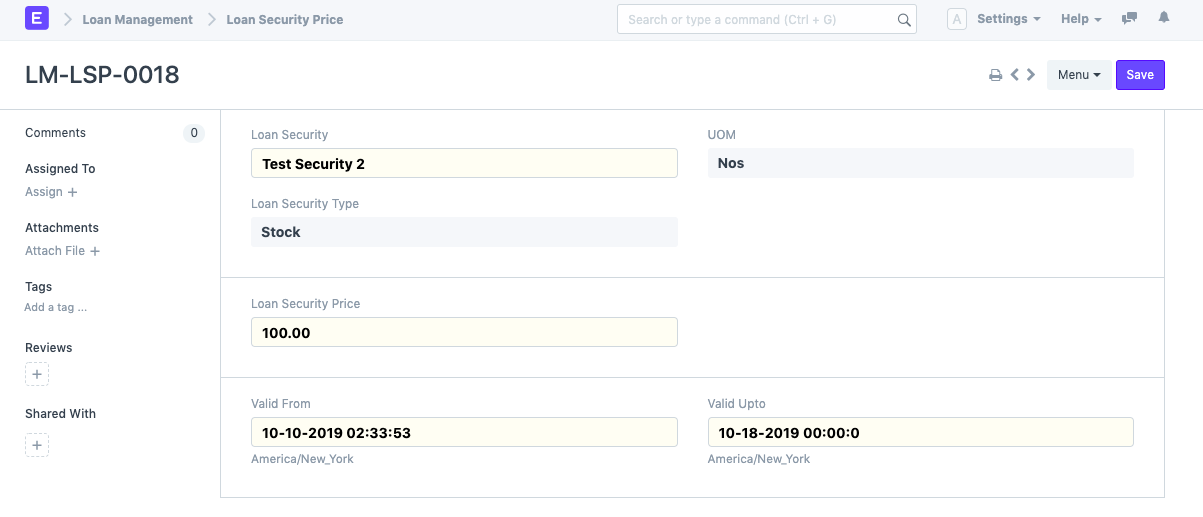 E Loan Management Loan Security Price Search or type a command (Ctrl + G) A Settings Help
LM-LSP-0018 Menu Save
Comments 0
Assigned To
Assign +
Attachments
Attach File +
Tags
Add a tag ...
Reviews
+
Shared With
+
Loan Security
Test Security 2
UOM
Nos
Loan Security Type
Stock
Loan Security Price
100.00
Valid From
10-10-2019 02:33:53
America/New_York
Valid Upto
10-18-2019 00:00:0
America/New_York